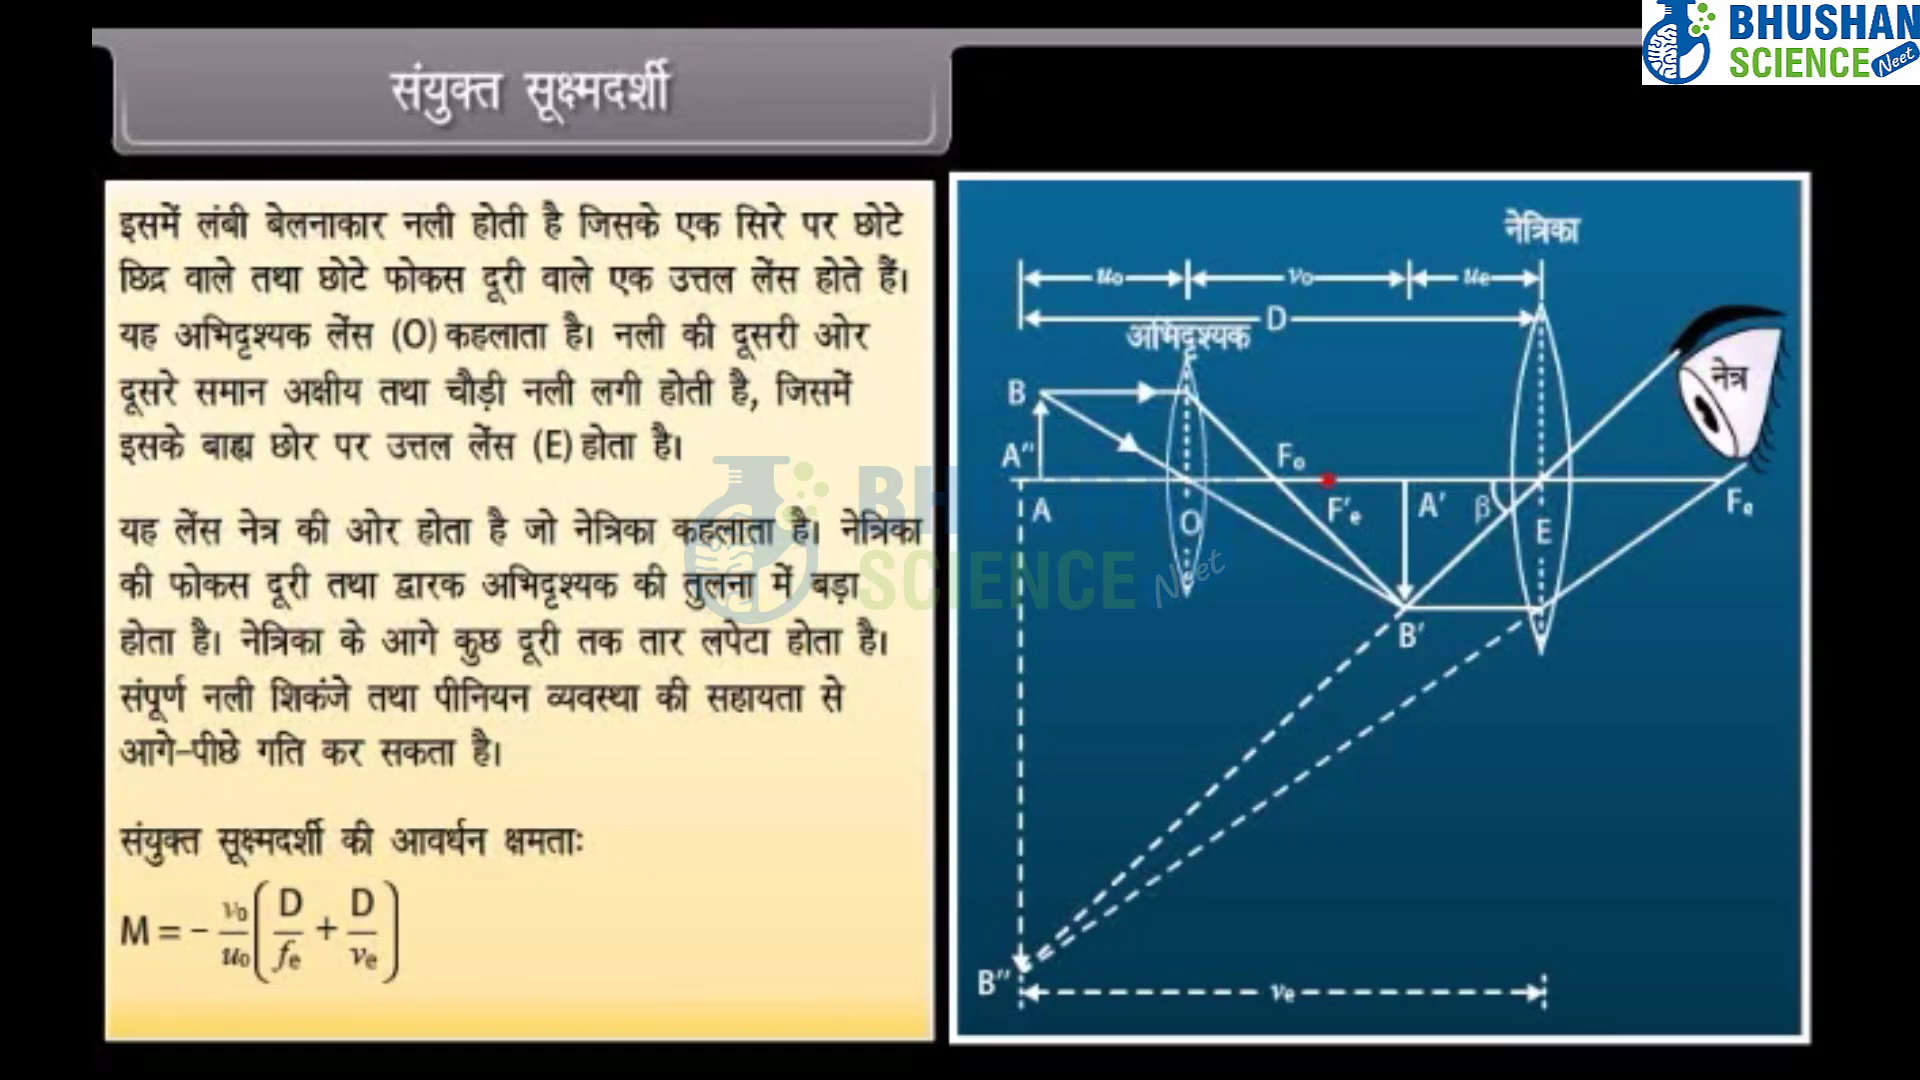 BHUSHAN
SCIENCE Neet
संयुक्त सूक्ष्मदर्शी
इसमें लंबी बेलनाकार नली होती है जिसके एक सिरे पर छोटे
छिद्र वाले तथा छोटे फोकस दूरी वाले एक उत्तल लेंस होते हैं।
यह अभिदृश्यक लेंस (O) कहलाता है। नली की दूसरी ओर
दूसरे समान अक्षीय तथा चौड़ी नली लगी होती है, जिसमें
इसके बाह्य छोर पर उत्तल लेंस (E) होता है।
यह लेंस नेत्र की ओर होता है जो नेत्रिका कहलाता है। नेत्रिका
की फोकस दूरी तथा द्वारक अभिदृश्यक की तुलना में बड़ा
होता है। नेत्रिका के आगे कुछ दूरी तक तार लपेटा होता है।
संपूर्ण नली शिकंजे तथा पीनियन व्यवस्था की सहायता से
आगे-पीछे गति कर सकता है।
संयुक्त सूक्ष्मदर्शी की आवर्धन क्षमताः
M = - v₀/u₀ ( D/fₑ + D/vₑ )
नेत्रिका
u₀ v₀ uₑ
D
अभिदृश्यक
नेत्र
B
A" F₀
A O F'ₑ A' β E Fₑ
B'
B"
vₑ
BHUSHAN
SCIENCE Neet